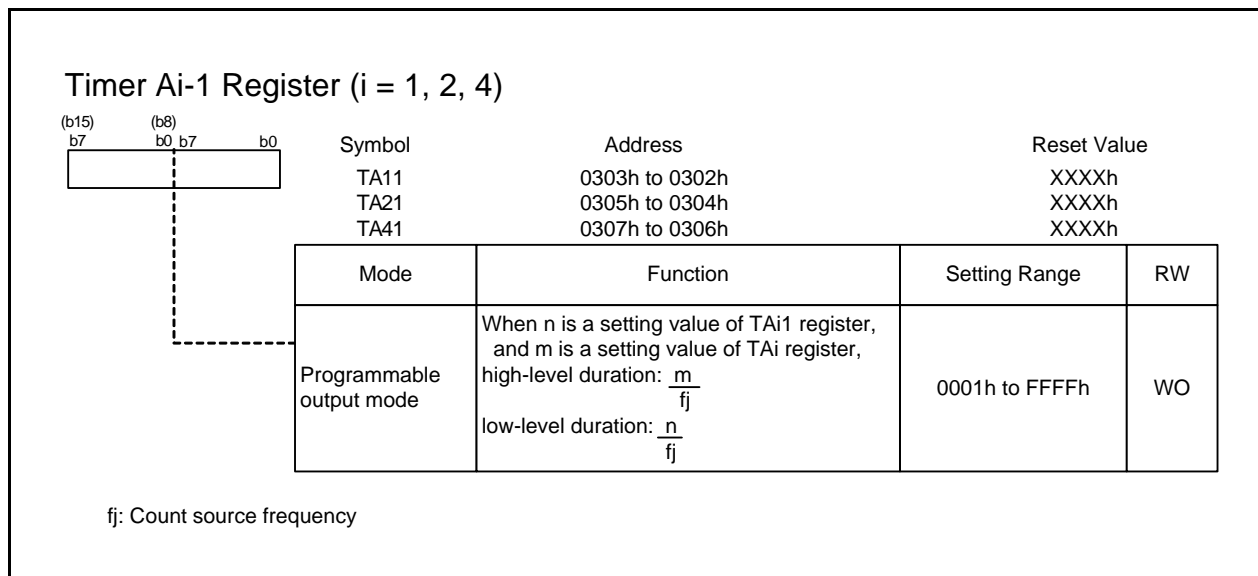 Timer Ai-1 Register (i = 1, 2, 4)
(b15) (b8)
b7 b0 b7 b0
Symbol Address Reset Value
TA11 0303h to 0302h XXXXh
TA21 0305h to 0304h XXXXh
TA41 0307h to 0306h XXXXh
Mode Function Setting Range RW
Programmable output mode
When n is a setting value of TAi1 register,
and m is a setting value of TAi register,
high-level duration: m
fj
low-level duration: n
fj
0001h to FFFFh WO
fj: Count source frequency